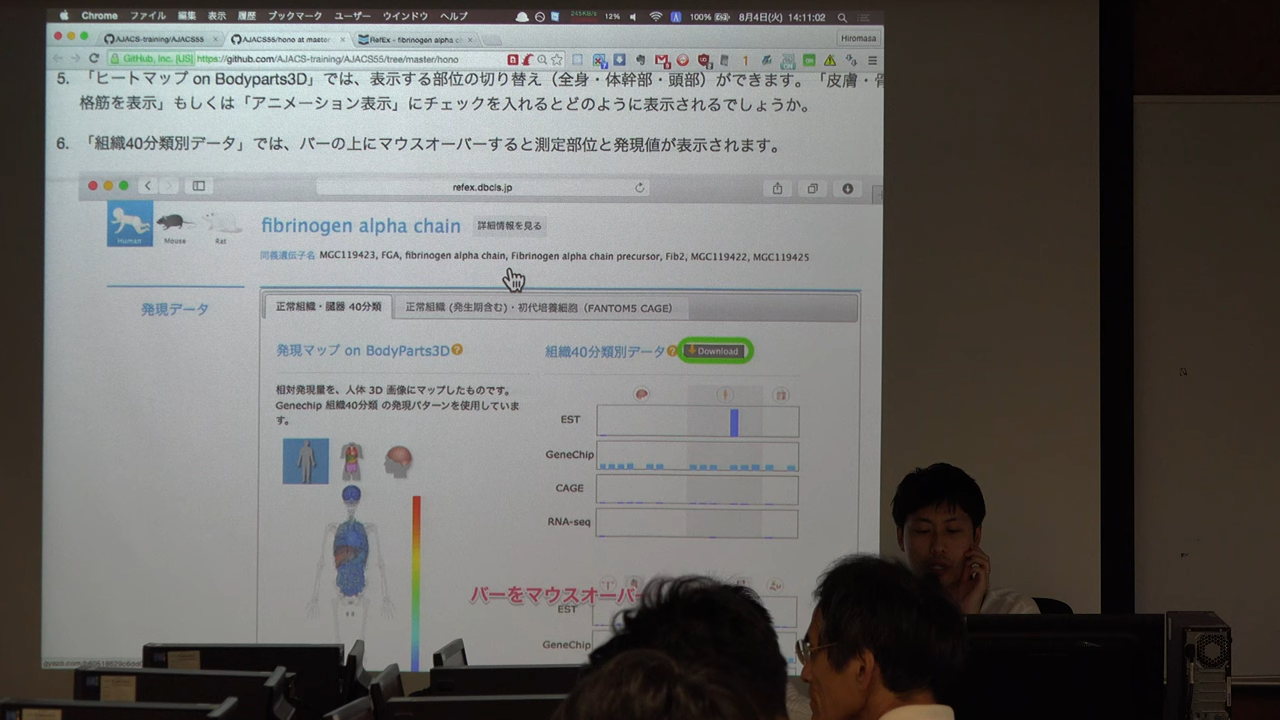 Chrome ファイル 編集 表示 履歴 ブックマーク ユーザー ウインドウ ヘルプ 245KB/s 12% 100% 8月4日(火) 14:11:02
AJACS-training/AJACS55 AJACS55/hono at master RefEx - fibrinogen alpha c Hiromasa
GitHub, Inc. [US] https://github.com/AJACS-training/AJACS55/tree/master/hono
5. 「ヒートマップ on Bodyparts3D」では、表示する部位の切り替え（全身・体幹部・頭部）ができます。「皮膚・骨
格筋を表示」もしくは「アニメーション表示」にチェックを入れるとどのように表示されるでしょうか。
6. 「組織40分類別データ」では、バーの上にマウスオーバーすると測定部位と発現値が表示されます。
refex.dbcls.jp
Human Mouse Rat
fibrinogen alpha chain 詳細情報を見る
同義遺伝子名 MGC119423, FGA, fibrinogen alpha chain, Fibrinogen alpha chain precursor, Fib2, MGC119422, MGC119425
発現データ
正常組織・臓器 40分類 正常組織 (発生期含む)・初代培養細胞（FANTOM5 CAGE）
発現マップ on BodyParts3D ?
組織40分類別データ ? Download
相対発現量を、人体 3D 画像にマップしたものです。
Genechip 組織40分類 の発現パターンを使用していま
す。
EST
GeneChip
CAGE
RNA-seq
バーをマウスオーバー
EST
GeneChip